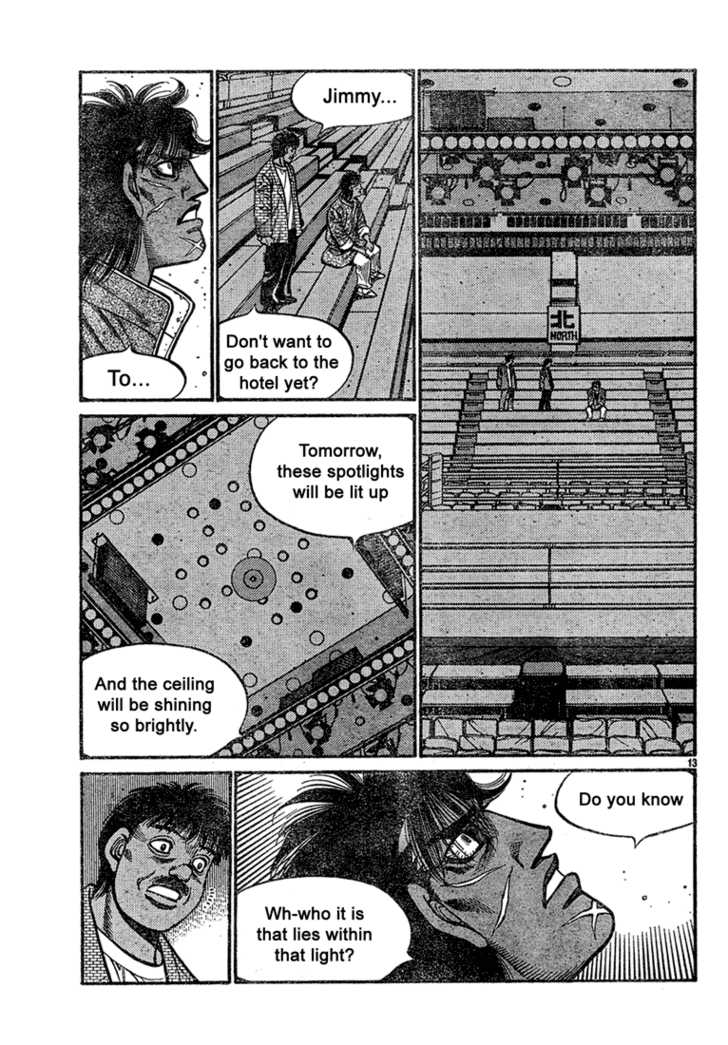 Jimmy...
Don't want to
go back to the
hotel yet?
To...
北
NORTH
Tomorrow,
these spotlights
will be lit up
And the ceiling
will be shining
so brightly.
13
Do you know
Wh-who it is
that lies within
that light?